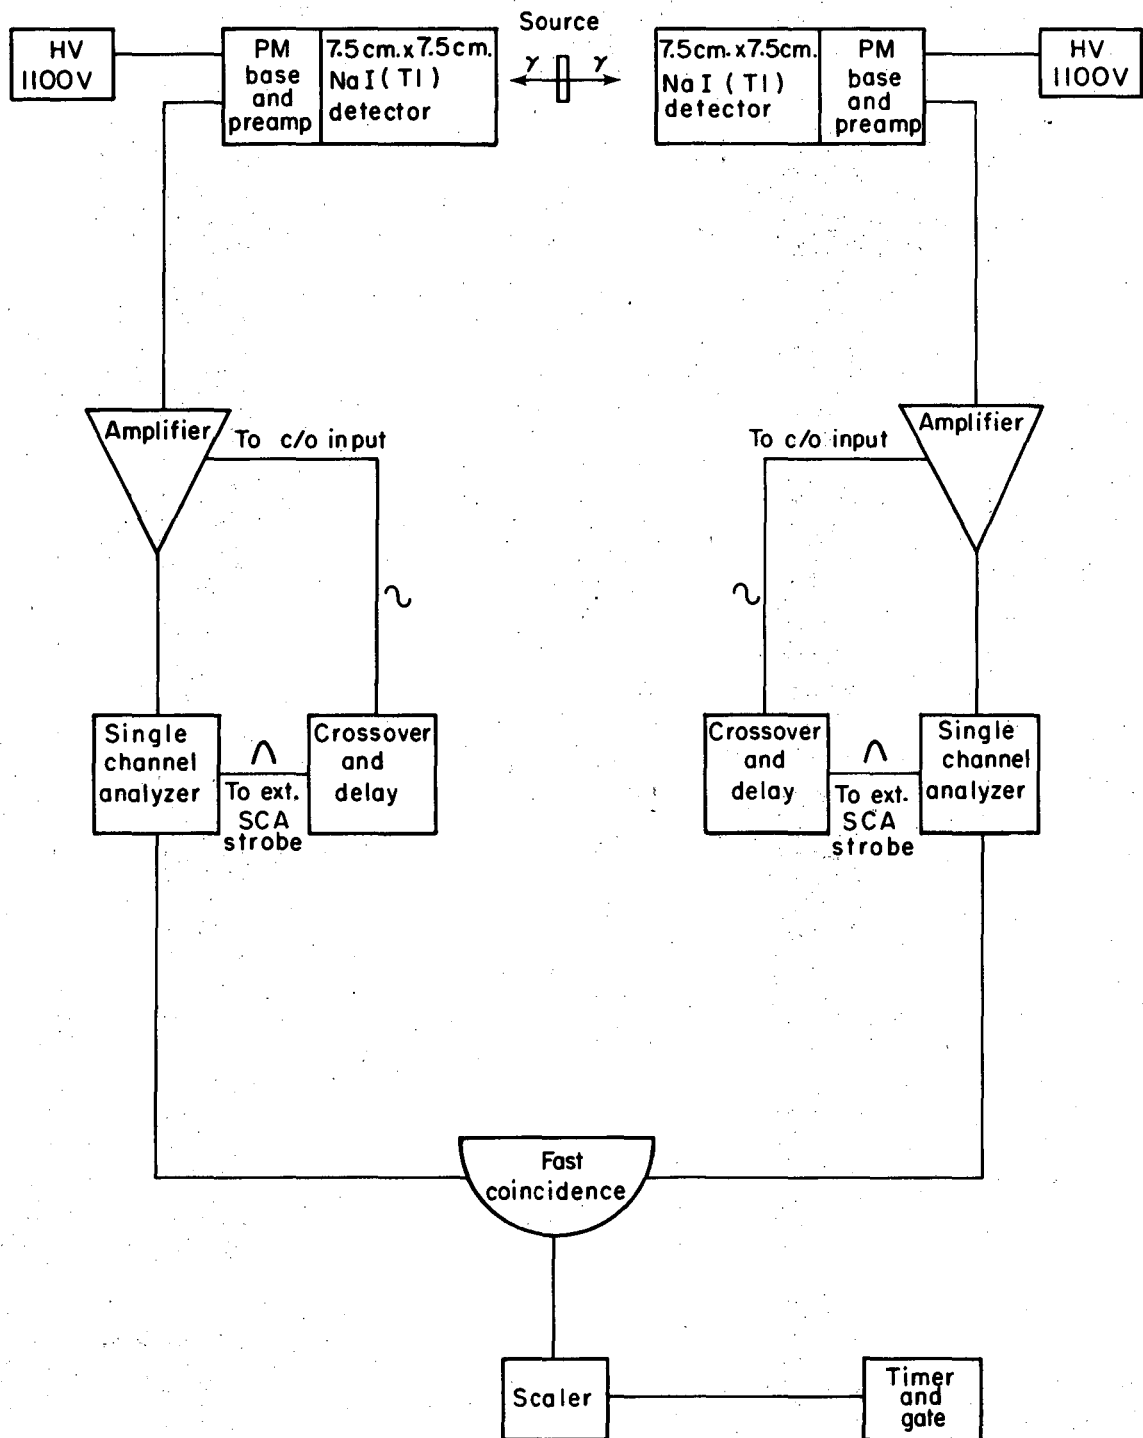 Source
HV
1100V
PM
base
and
preamp
7.5cm.x7.5cm.
NaI(Tl)
detector
γ
γ
7.5cm.x7.5cm.
NaI (Tl)
detector
PM
base
and
preamp
HV
1100V
Amplifier
To c/o input
To c/o input
Amplifier
Single
channel
analyzer
To ext.
SCA
strobe
Crossover
and
delay
Crossover
and
delay
To ext.
SCA
strobe
Single
channel
analyzer
Fast
coincidence
Scaler
Timer
and
gate